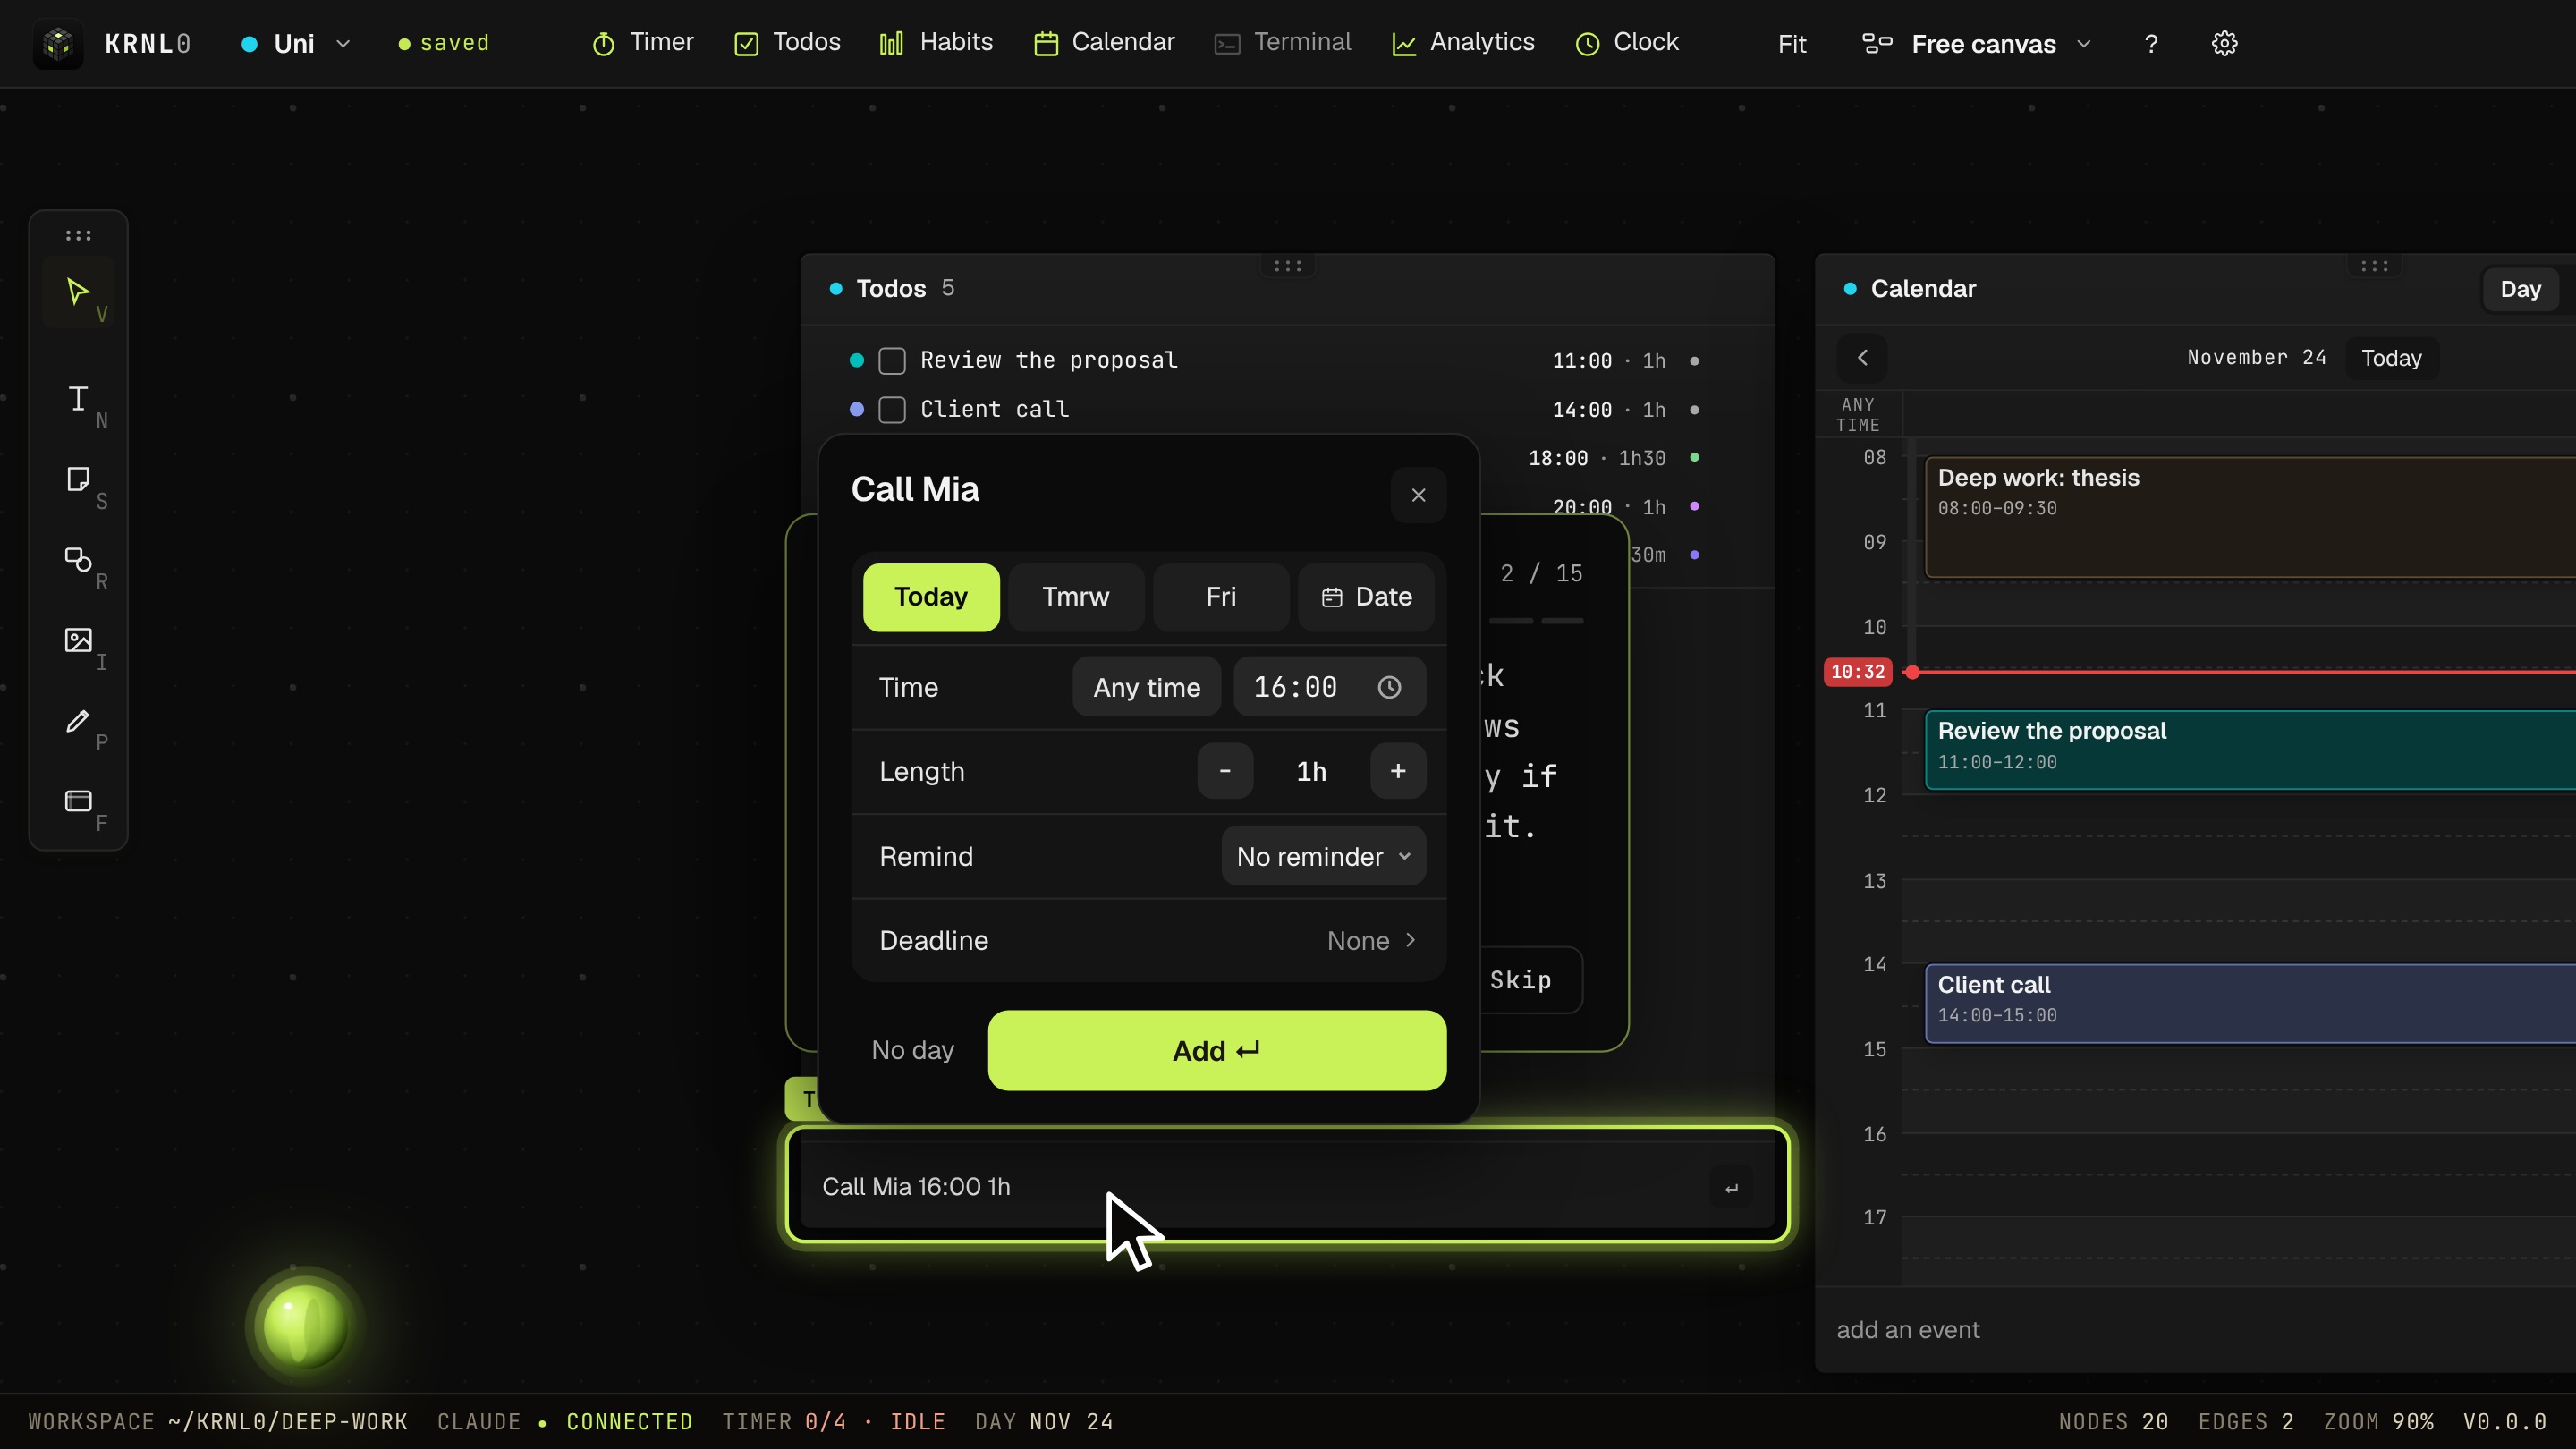 KRNL0
Uni
saved
Timer
Todos
Habits
Calendar
Terminal
Analytics
Clock
Fit
Free canvas
?
V
N
S
R
I
P
F
Todos 5
Review the proposal 11:00 · 1h
Client call 14:00 · 1h
18:00 · 1h30
20:00 · 1h
30m
2 / 15
ws
y if
it.
Skip
Call Mia
Today Tmrw Fri Date
Time Any time 16:00
Length - 1h +
Remind No reminder
Deadline None
No day Add
T
Call Mia 16:00 1h
Calendar
Day
November 24 Today
ANY
TIME
08
Deep work: thesis
08:00–09:30
09
10
10:32
11
Review the proposal
11:00–12:00
12
13
14
Client call
14:00–15:00
15
16
17
add an event
WORKSPACE ~/KRNL0/DEEP-WORK CLAUDE • CONNECTED TIMER 0/4 · IDLE DAY NOV 24
NODES 20 EDGES 2 ZOOM 90% V0.0.0